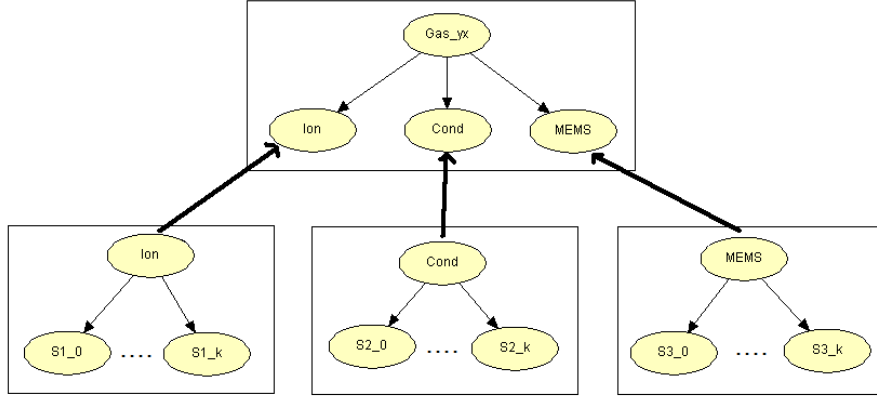 Gas_yx
Ion Cond MEMS
Ion Cond MEMS
S1_0 .... S1_k S2_0 .... S2_k S3_0 .... S3_k